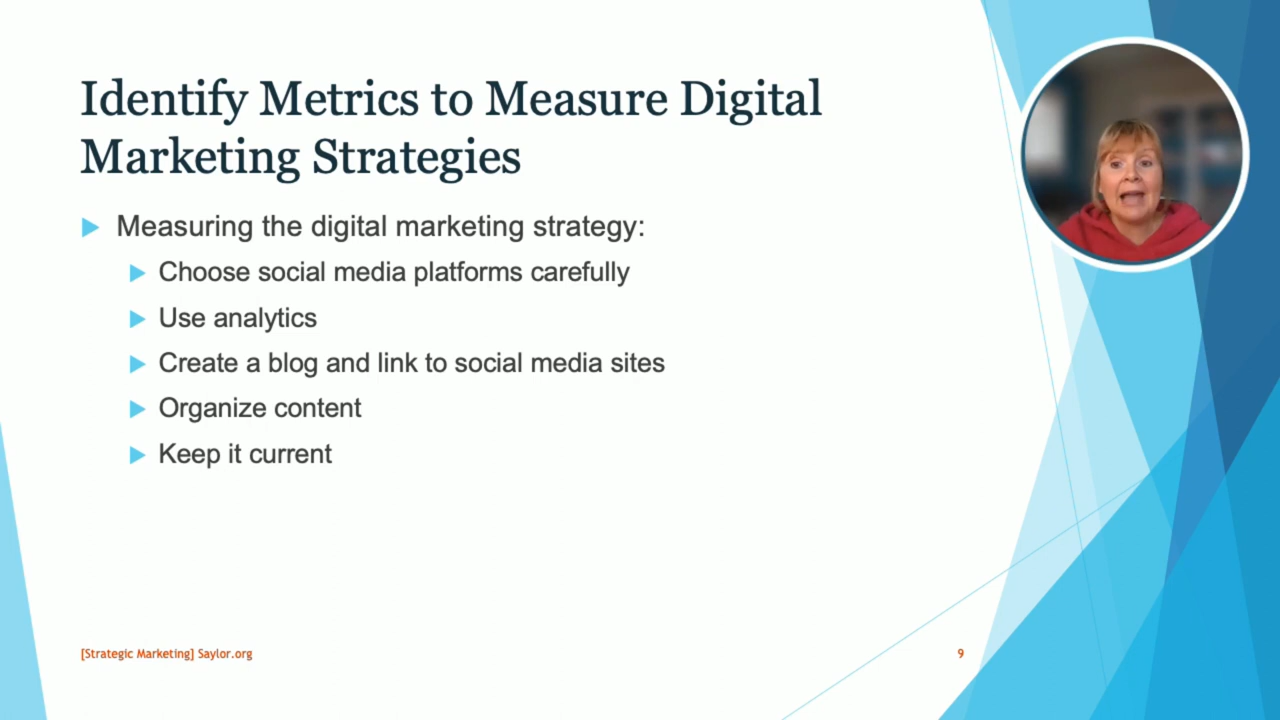 Identify Metrics to Measure Digital
Marketing Strategies
Measuring the digital marketing strategy:
Choose social media platforms carefully
Use analytics
Create a blog and link to social media sites
Organize content
Keep it current
[Strategic Marketing] Saylor.org
9